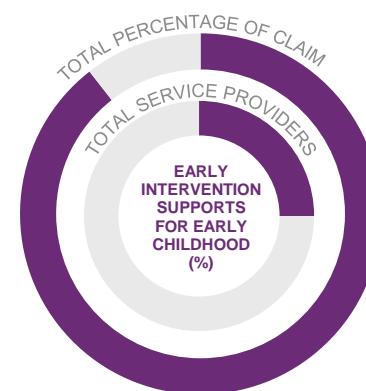 TOTAL PERCENTAGE OF CLAIM
TOTAL SERVICE PROVIDERS
EARLY
INTERVENTION
SUPPORTS
FOR EARLY
CHILDHOOD
(%)